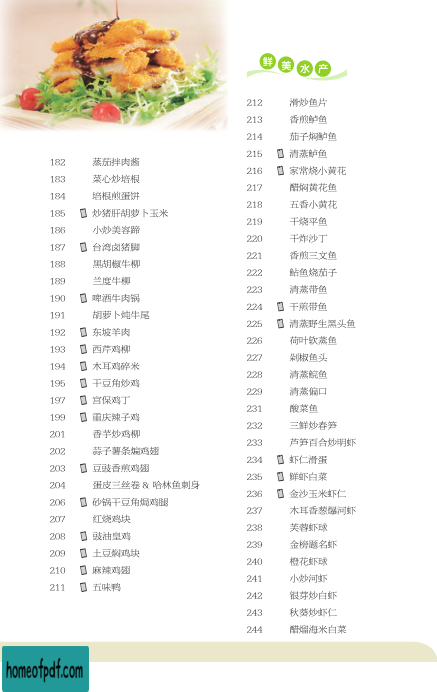 182 蒸茄拌肉酱
183 菜心炒培根
184 培根煎蛋饼
185 炒猪肝胡萝卜玉米
186 小炒美容蹄
187 台湾卤猪脚
188 黑胡椒牛柳
189 兰度牛柳
190 啤酒牛肉锅
191 胡萝卜炖牛尾
192 东坡羊肉
193 西芹鸡柳
194 木耳鸡碎米
195 干豆角炒鸡
197 宫保鸡丁
199 重庆辣子鸡
201 香芋炒鸡柳
202 蒜子薯条煸鸡翅
203 豆豉香煎鸡翅
204 蛋皮三丝卷 & 哈林鱼刺身
206 砂锅干豆角焗鸡腿
207 红烧鸡块
208 豉油皇鸡
209 土豆焖鸡块
210 麻辣鸡翅
211 五味鸭
鲜美水产
212 滑炒鱼片
213 香煎鲈鱼
214 茄子焖鲈鱼
215 清蒸鲈鱼
216 家常烧小黄花
217 醋焖黄花鱼
218 五香小黄花
219 干烧平鱼
220 干炸沙丁
221 香煎三文鱼
222 鲇鱼烧茄子
223 清蒸带鱼
224 干煎带鱼
225 清蒸野生黑头鱼
226 荷叶软蒸鱼
227 剁椒鱼头
228 清蒸鲩鱼
229 清蒸偏口
231 酸菜鱼
232 三鲜炒春笋
233 芦笋百合炒明虾
234 虾仁滑蛋
235 鲜虾白菜
236 金沙玉米虾仁
237 木耳香葱爆河虾
238 芙蓉虾球
239 金榜题名虾
240 橙花虾球
241 小炒河虾
242 银芽炒白虾
243 秋葵炒虾仁
244 醋熘海米白菜
homeofpdf.com